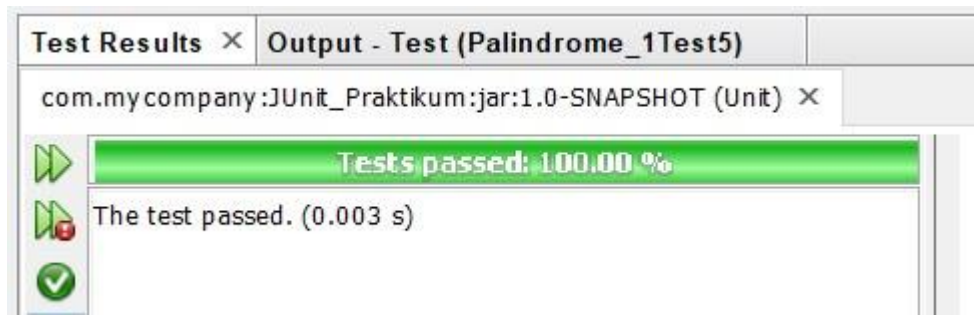 Test Results × Output - Test (Palindrome_1Test5)
com.mycompany:JUnit_Praktikum:jar:1.0-SNAPSHOT (Unit) ×
Tests passed: 100.00 %
The test passed. (0.003 s)